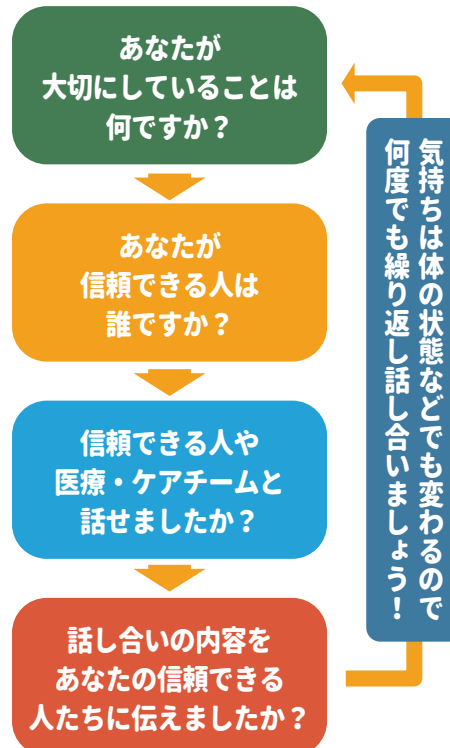 あなたが
大切にしていることは
何ですか？
あなたが
信頼できる人は
誰ですか？
信頼できる人や
医療・ケアチームと
話せましたか？
話し合いの内容を
あなたの信頼できる
人たちに伝えましたか？
気持ちは体の状態などでも変わるので
何度でも繰り返し話し合いましょう！